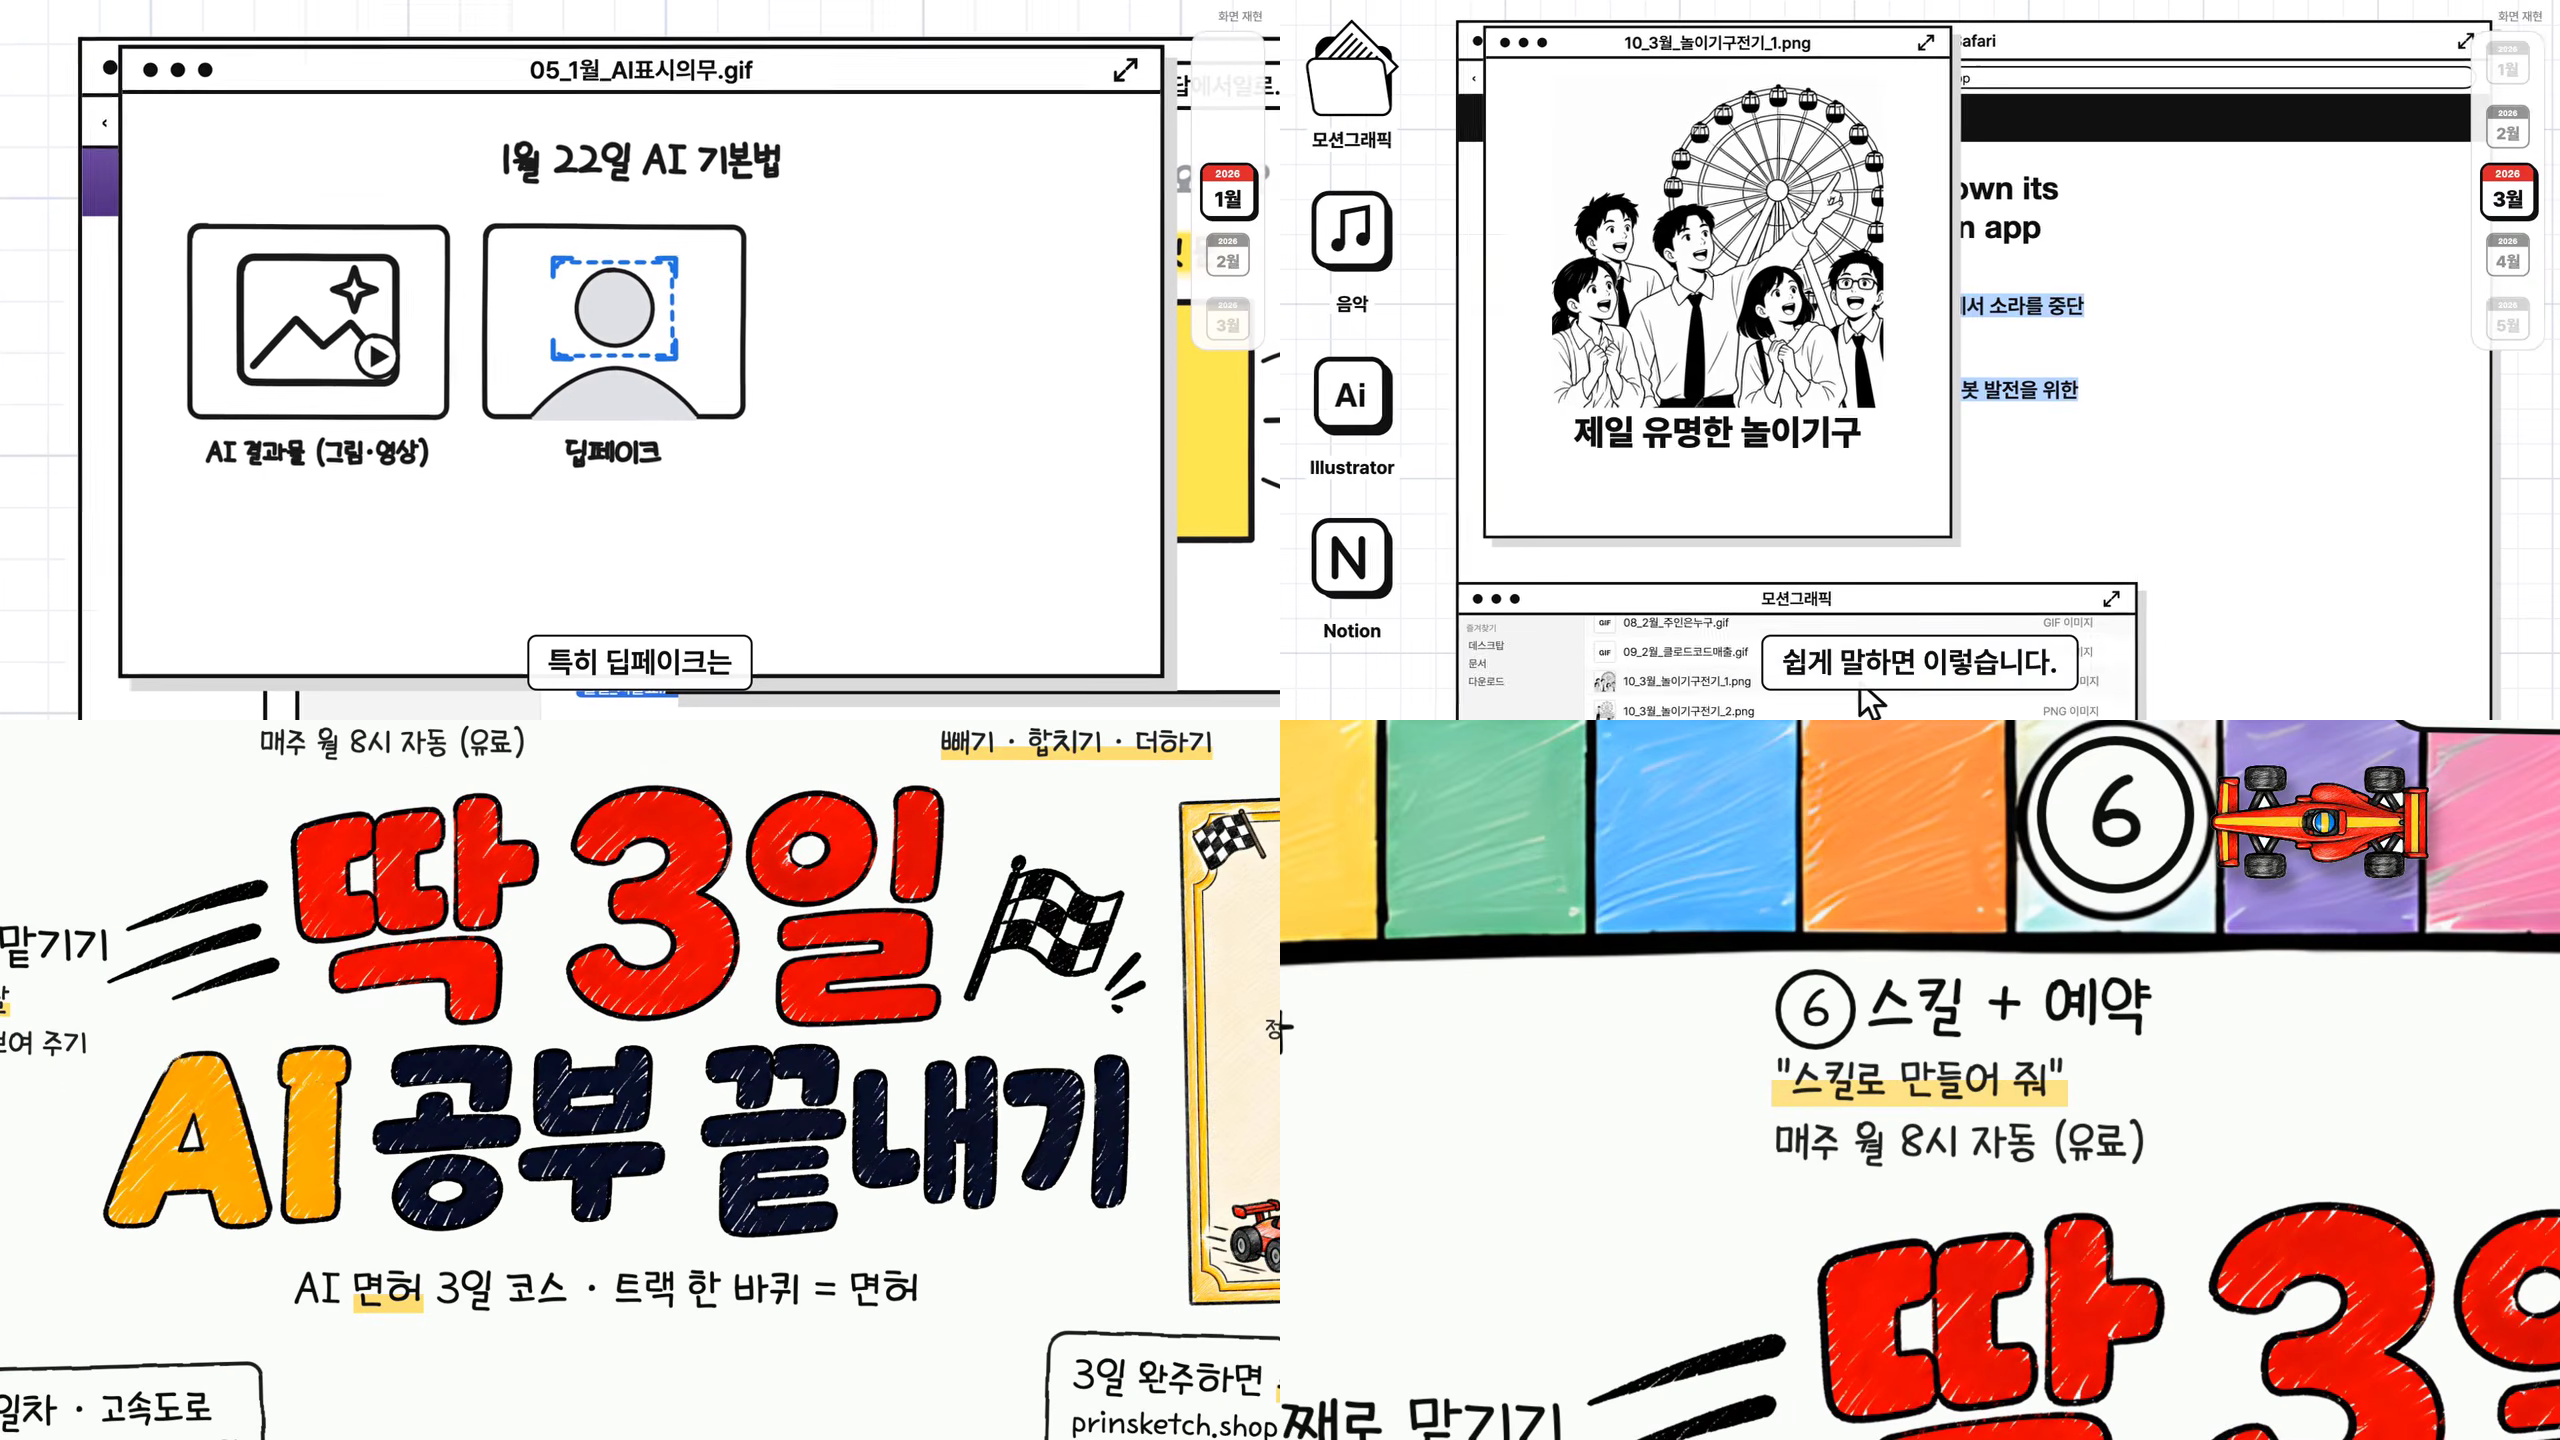 화면 재현
05_1월_AI표시의무.gif
답에서일로.
1월 22일 AI 기본법
AI 결과물 (그림·영상)
딥페이크
특히 딥페이크는
2026
1월
2026
2월
2026
3월
화면 재현
모션그래픽
음악
Ai
Illustrator
N
Notion
10_3월_놀이기구전기_1.png
제일 유명한 놀이기구
own its
app
소라를 중단
발전을 위한
모션그래픽
즐겨찾기
데스크탑
문서
다운로드
GIF
08_2월_주인은누구.gif
GIF 이미지
GIF
09_2월_클로드코드매출.gif
10_3월_놀이기구전기_1.png
10_3월_놀이기구전기_2.png
PNG 이미지
쉽게 말하면 이렇습니다.
2026
1월
2026
2월
2026
3월
2026
4월
2026
5월
매주 월 8시 자동 (유료)
빼기 · 합치기 · 더하기
맡기기
주기
딱 3일
AI 공부 끝내기
AI 면허 3일 코스 · 트랙 한 바퀴 = 면허
일차 · 고속도로
3일 완주하면
prinsketch.shop
6
6 스킬 + 예약
"스킬로 만들어 줘"
매주 월 8시 자동 (유료)
딱 3일
째로 맡기기